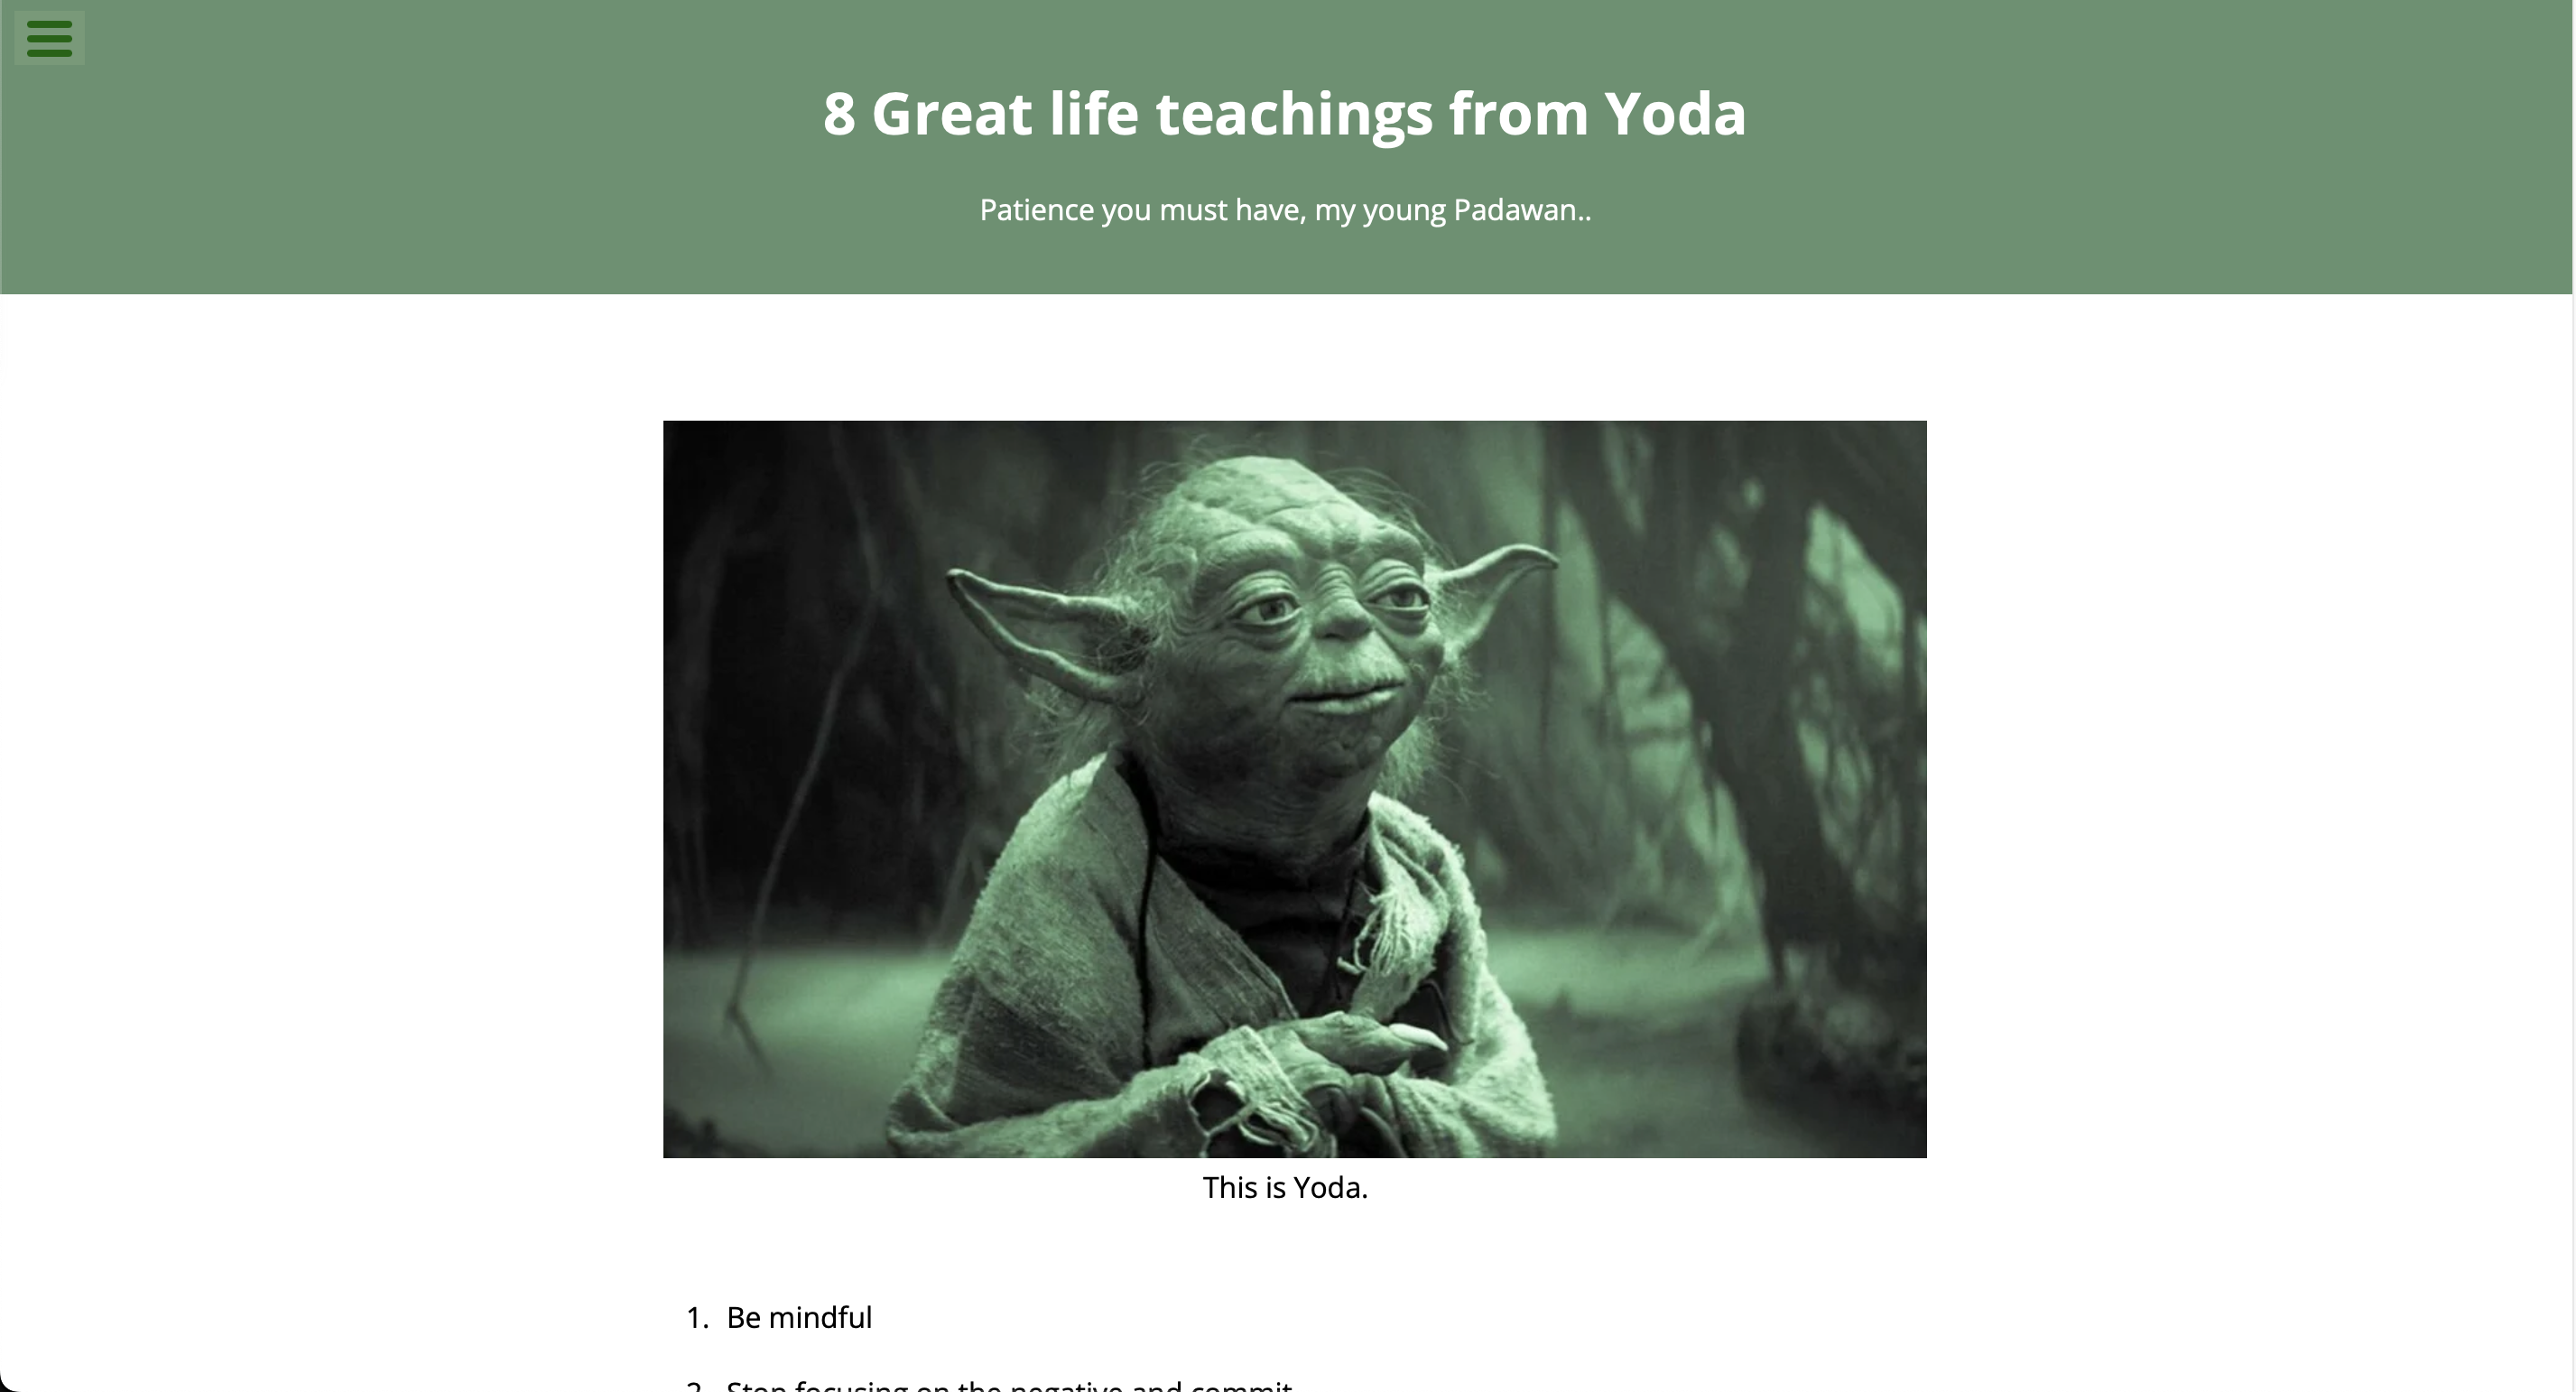 8 Great life teachings from Yoda
Patience you must have, my young Padawan..
This is Yoda.
1. Be mindful
2. Stop focusing on the negative and commit